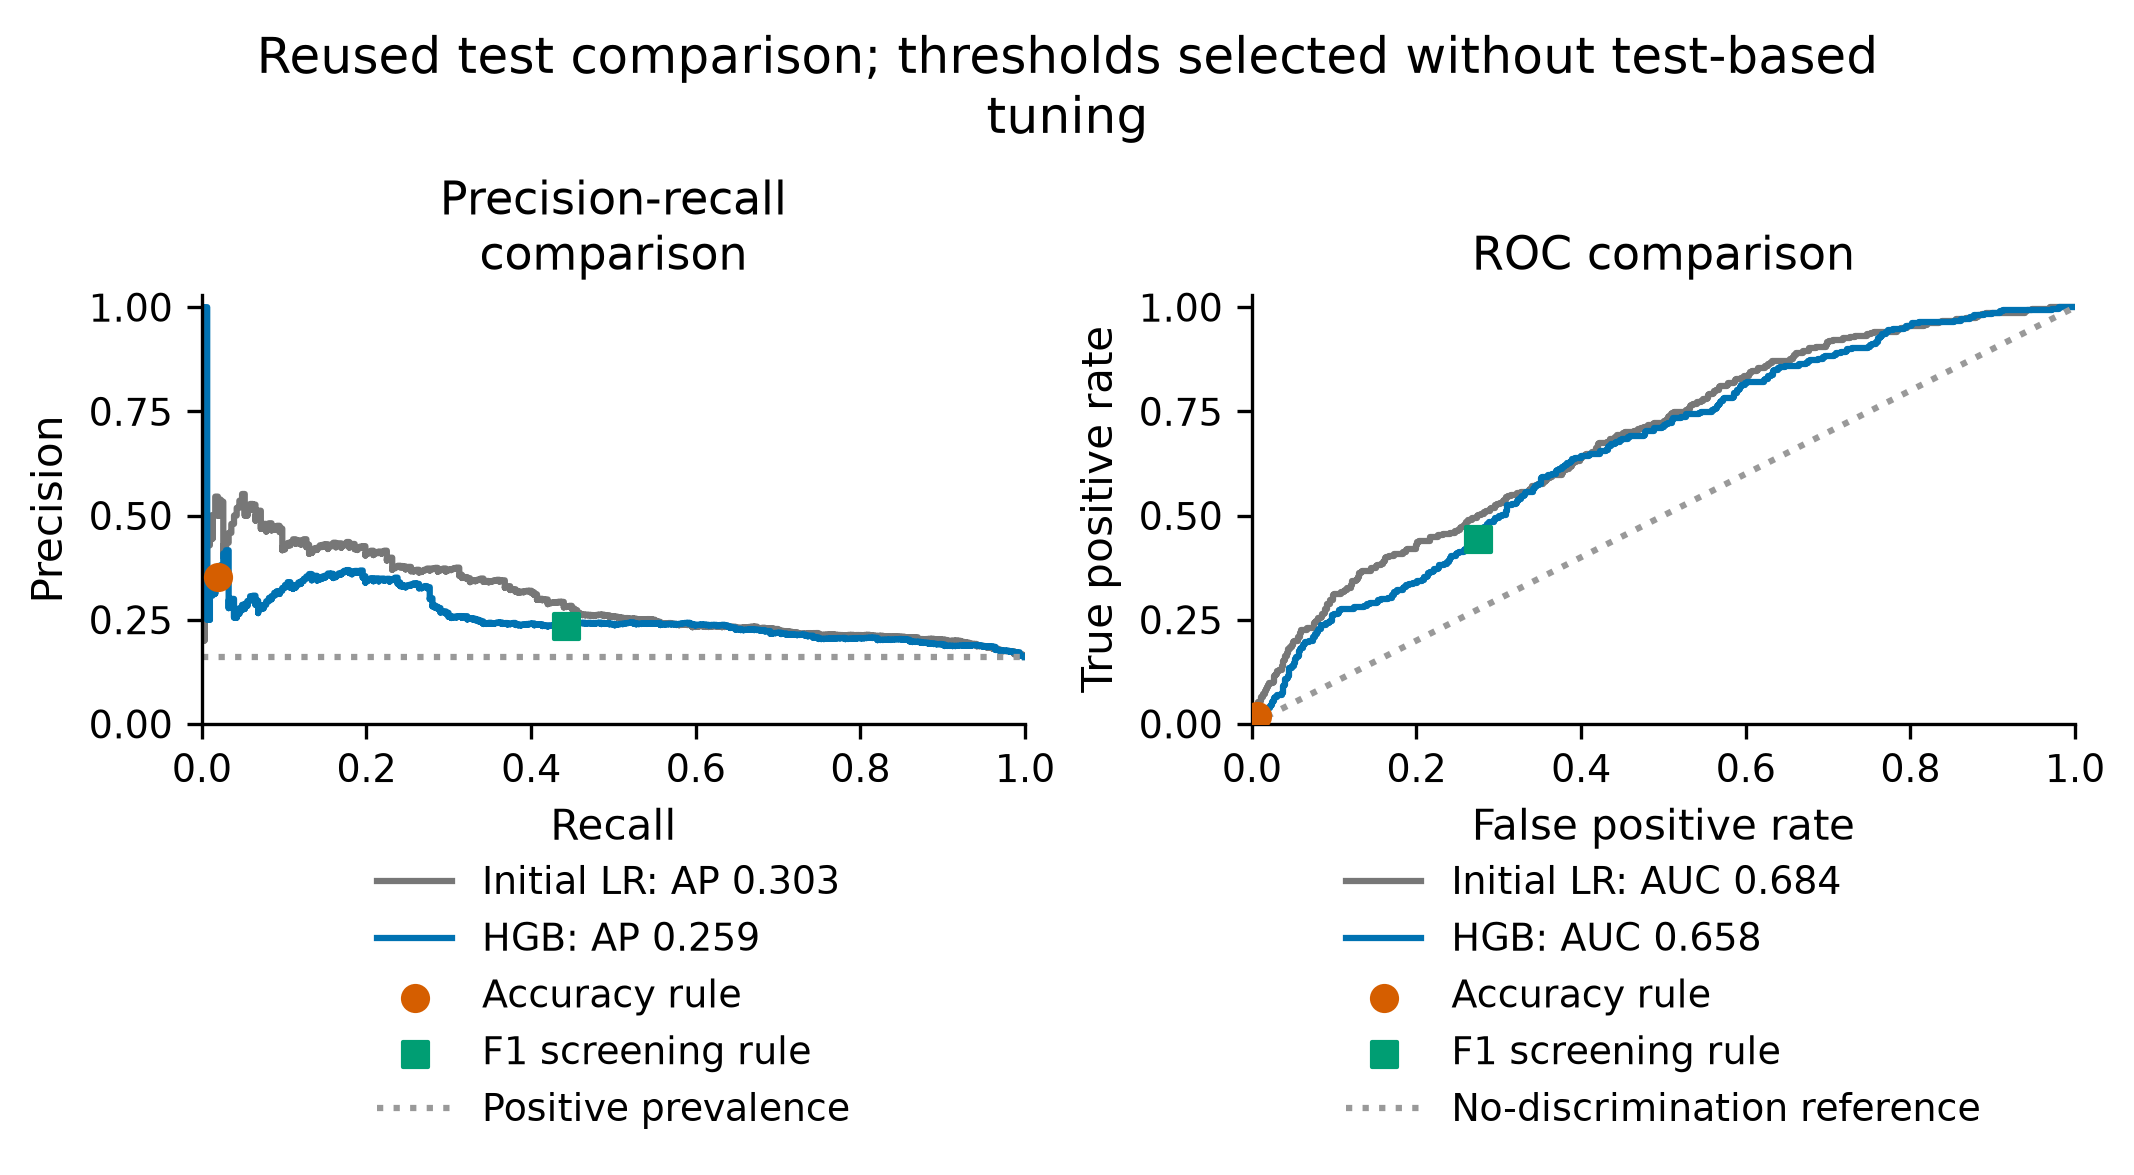 Reused test comparison; thresholds selected without test-based
tuning
Precision-recall
comparison
1.00
0.75
0.50
0.25
0.00
Precision
0.0 0.2 0.4 0.6 0.8 1.0
Recall
Initial LR: AP 0.303
HGB: AP 0.259
Accuracy rule
F1 screening rule
Positive prevalence
ROC comparison
1.00
0.75
0.50
0.25
0.00
True positive rate
0.0 0.2 0.4 0.6 0.8 1.0
False positive rate
Initial LR: AUC 0.684
HGB: AUC 0.658
Accuracy rule
F1 screening rule
No-discrimination reference